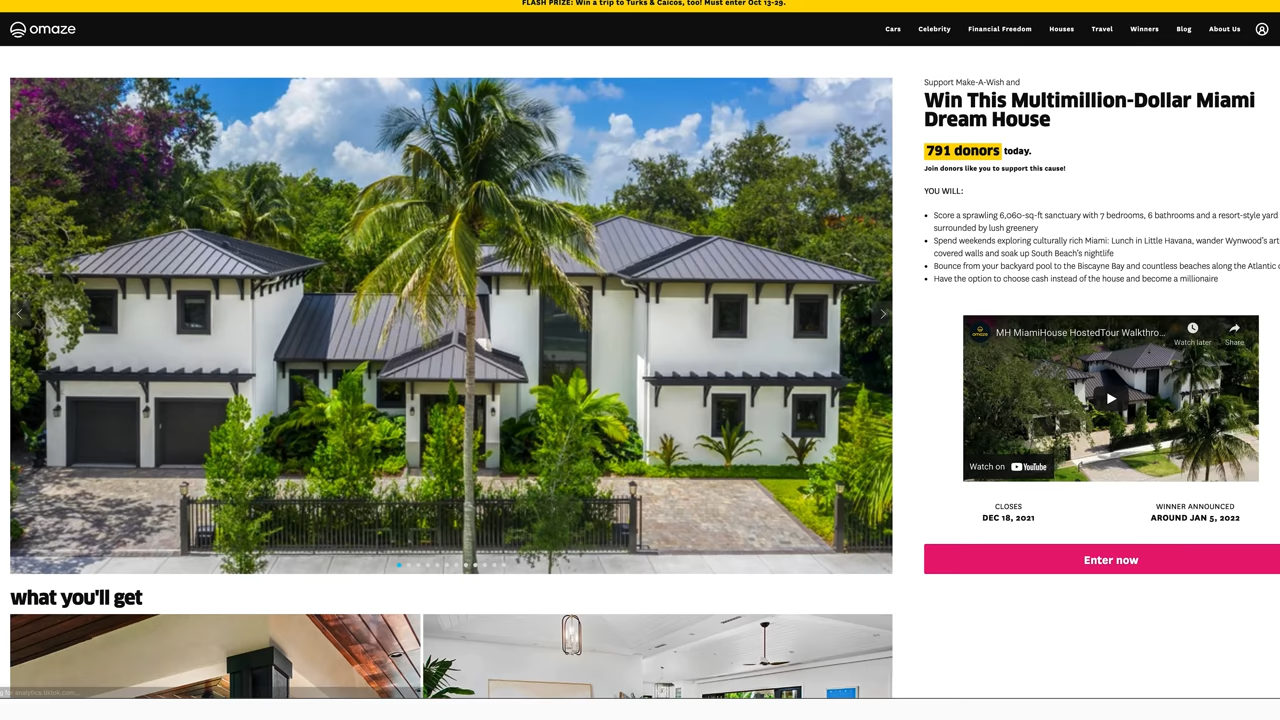 FLASH PRIZE: Win a trip to Turks & Caicos, too! Must enter Oct 13-29.
omaze
Cars Celebrity Financial Freedom Houses Travel Winners Blog About Us
Support Make-A-Wish and
Win This Multimillion-Dollar Miami
Dream House
791 donors today.
Join donors like you to support this cause!
YOU WILL:
Score a sprawling 6,060-sq-ft sanctuary with 7 bedrooms, 6 bathrooms and a resort-style yard
surrounded by lush greenery
Spend weekends exploring culturally rich Miami: Lunch in Little Havana, wander Wynwood's art
covered walls and soak up South Beach's nightlife
Bounce from your backyard pool to the Biscayne Bay and countless beaches along the Atlantic
Have the option to choose cash instead of the house and become a millionaire
omaze
MH MiamiHouse HostedTour Walkthro...
Watch later
Share
Watch on YouTube
CLOSES
DEC 18, 2021
WINNER ANNOUNCED
AROUND JAN 5, 2022
Enter now
what you'll get
analytics.tiktok.com...